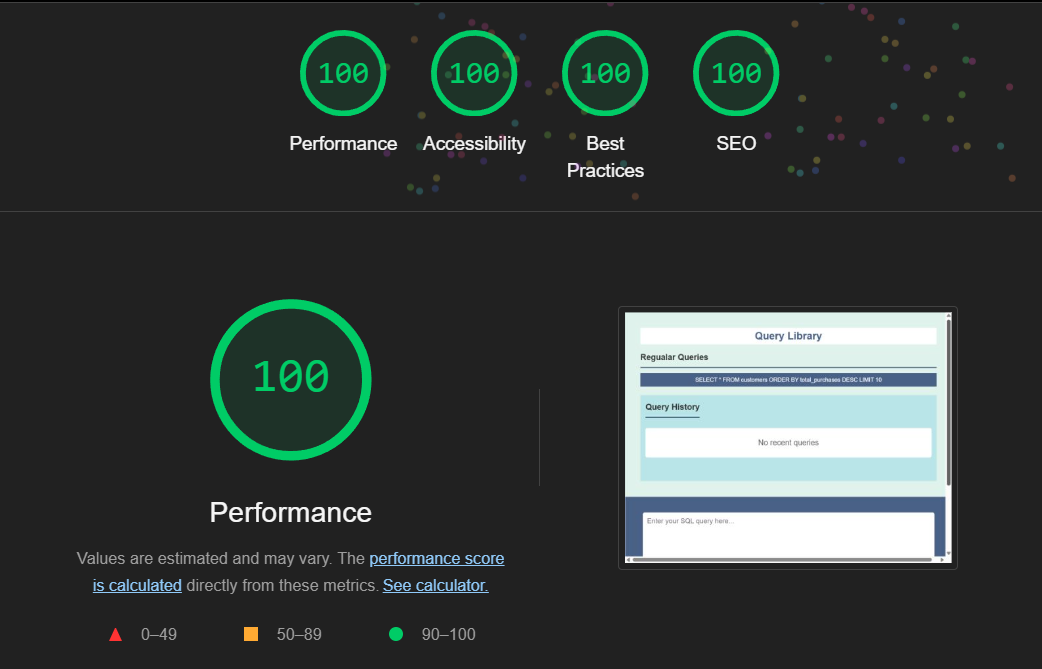 100
100
100
100
Performance
Accessibility
Best
Practices
SEO
100
Performance
Values are estimated and may vary. The performance score
is calculated directly from these metrics. See calculator.
0–49
50–89
90–100
Query Library
Regualar Queries
SELECT * FROM customers ORDER BY total_purchases DESC LIMIT 10
Query History
No recent queries
Enter your SQL query here...